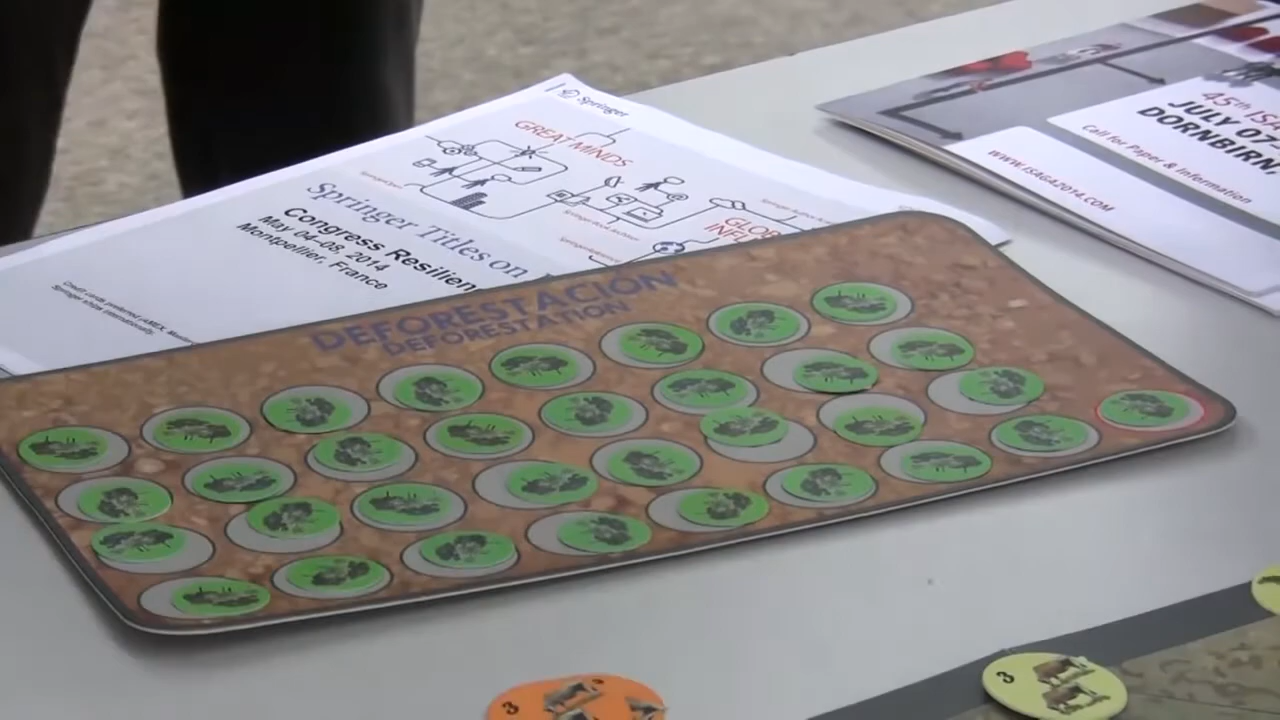 Springer
GREAT MINDS
Springer Titles on
Congress Resilien
May 04-08, 2014
Montpellier, France
DEFORESTACIÓN
DEFORESTATION
45th ISA
JULY 07-
DORNBIRN,
Call for Paper & Information
WWW.ISAGA2014.COM
3
3